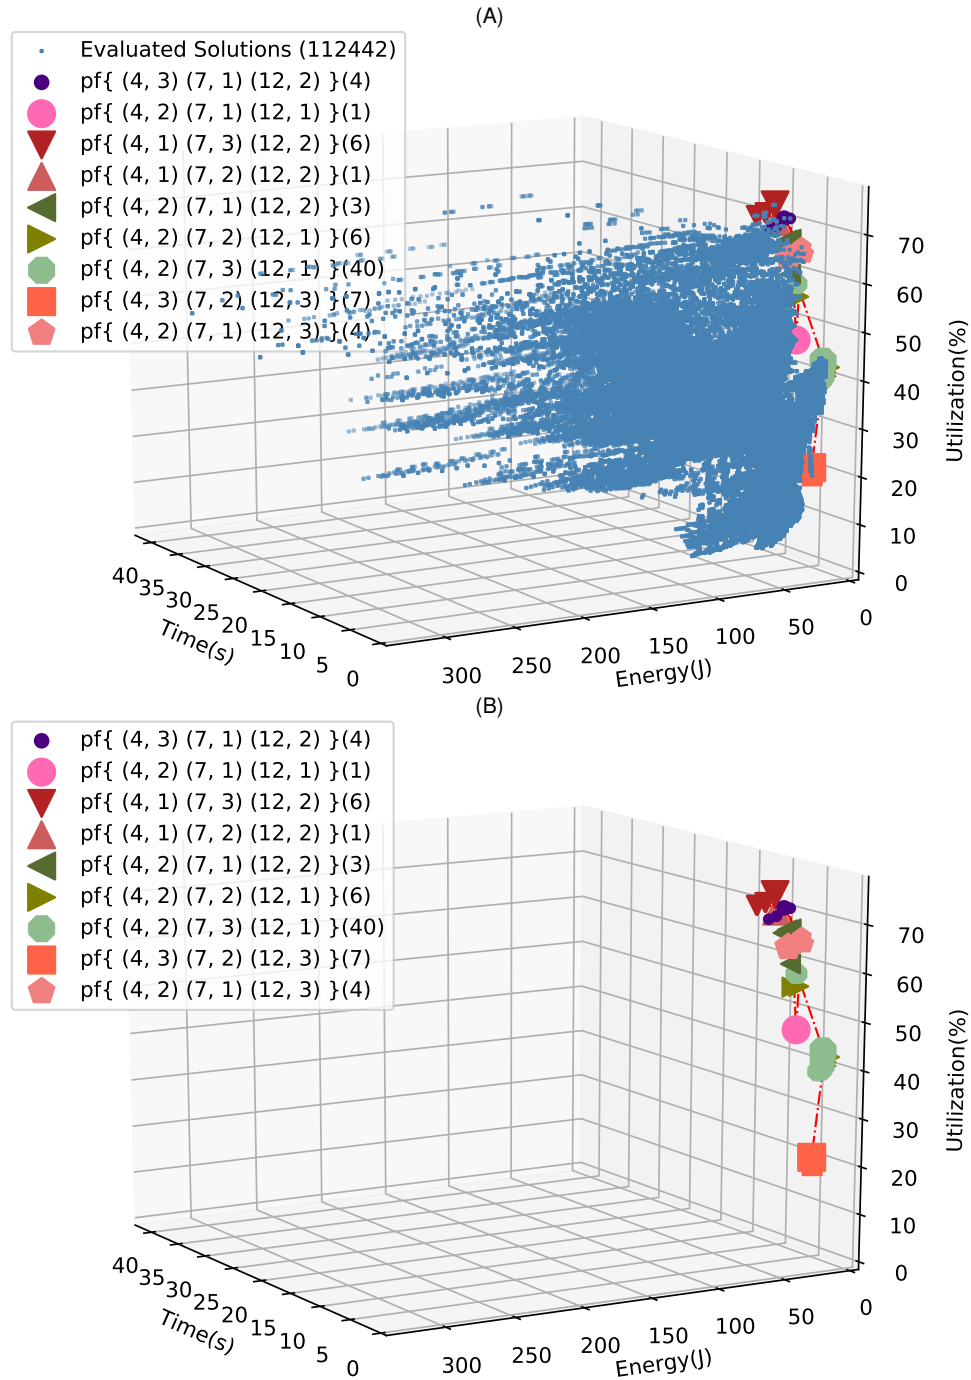 (A)
Evaluated Solutions (112442)
pf{ (4, 3) (7, 1) (12, 2) }(4)
pf{ (4, 2) (7, 1) (12, 1) }(1)
pf{ (4, 1) (7, 3) (12, 2) }(6)
pf{ (4, 1) (7, 2) (12, 2) }(1)
pf{ (4, 2) (7, 1) (12, 2) }(3)
pf{ (4, 2) (7, 2) (12, 1) }(6)
pf{ (4, 2) (7, 3) (12, 1) }(40)
pf{ (4, 3) (7, 2) (12, 3) }(7)
pf{ (4, 2) (7, 1) (12, 3) }(4)
70
60
50
40
30
20
10
0
Utilization(%)
40 35 30 25 20 15 10 5 0
Time(s)
300 250 200 150 100 50 0
Energy(J)
(B)
pf{ (4, 3) (7, 1) (12, 2) }(4)
pf{ (4, 2) (7, 1) (12, 1) }(1)
pf{ (4, 1) (7, 3) (12, 2) }(6)
pf{ (4, 1) (7, 2) (12, 2) }(1)
pf{ (4, 2) (7, 1) (12, 2) }(3)
pf{ (4, 2) (7, 2) (12, 1) }(6)
pf{ (4, 2) (7, 3) (12, 1) }(40)
pf{ (4, 3) (7, 2) (12, 3) }(7)
pf{ (4, 2) (7, 1) (12, 3) }(4)
70
60
50
40
30
20
10
0
Utilization(%)
40 35 30 25 20 15 10 5 0
Time(s)
300 250 200 150 100 50 0
Energy(J)